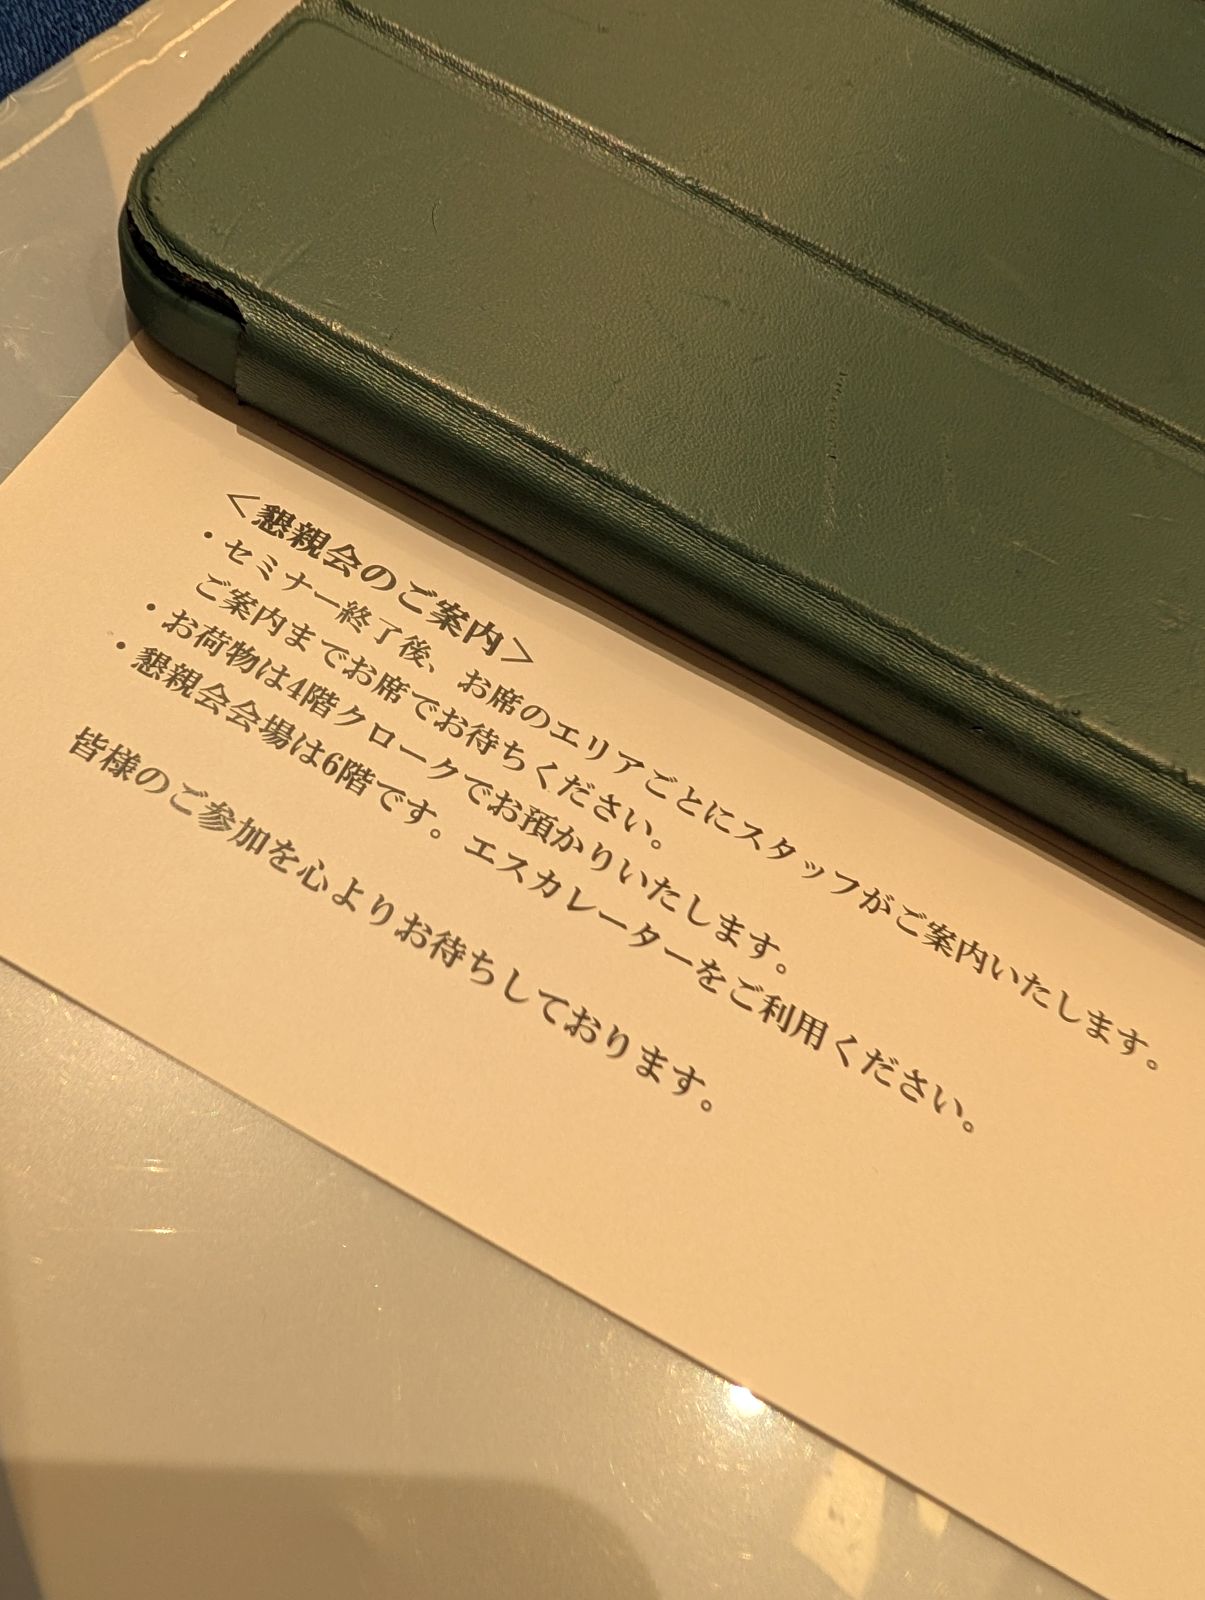 ＜懇親会のご案内＞
・セミナー終了後、お席のエリアごとにスタッフがご案内いたします。
ご案内までお席でお待ちください。
・お荷物は4階クロークでお預かりいたします。
・懇親会会場は6階です。エスカレーターをご利用ください。
皆様のご参加を心よりお待ちしております。